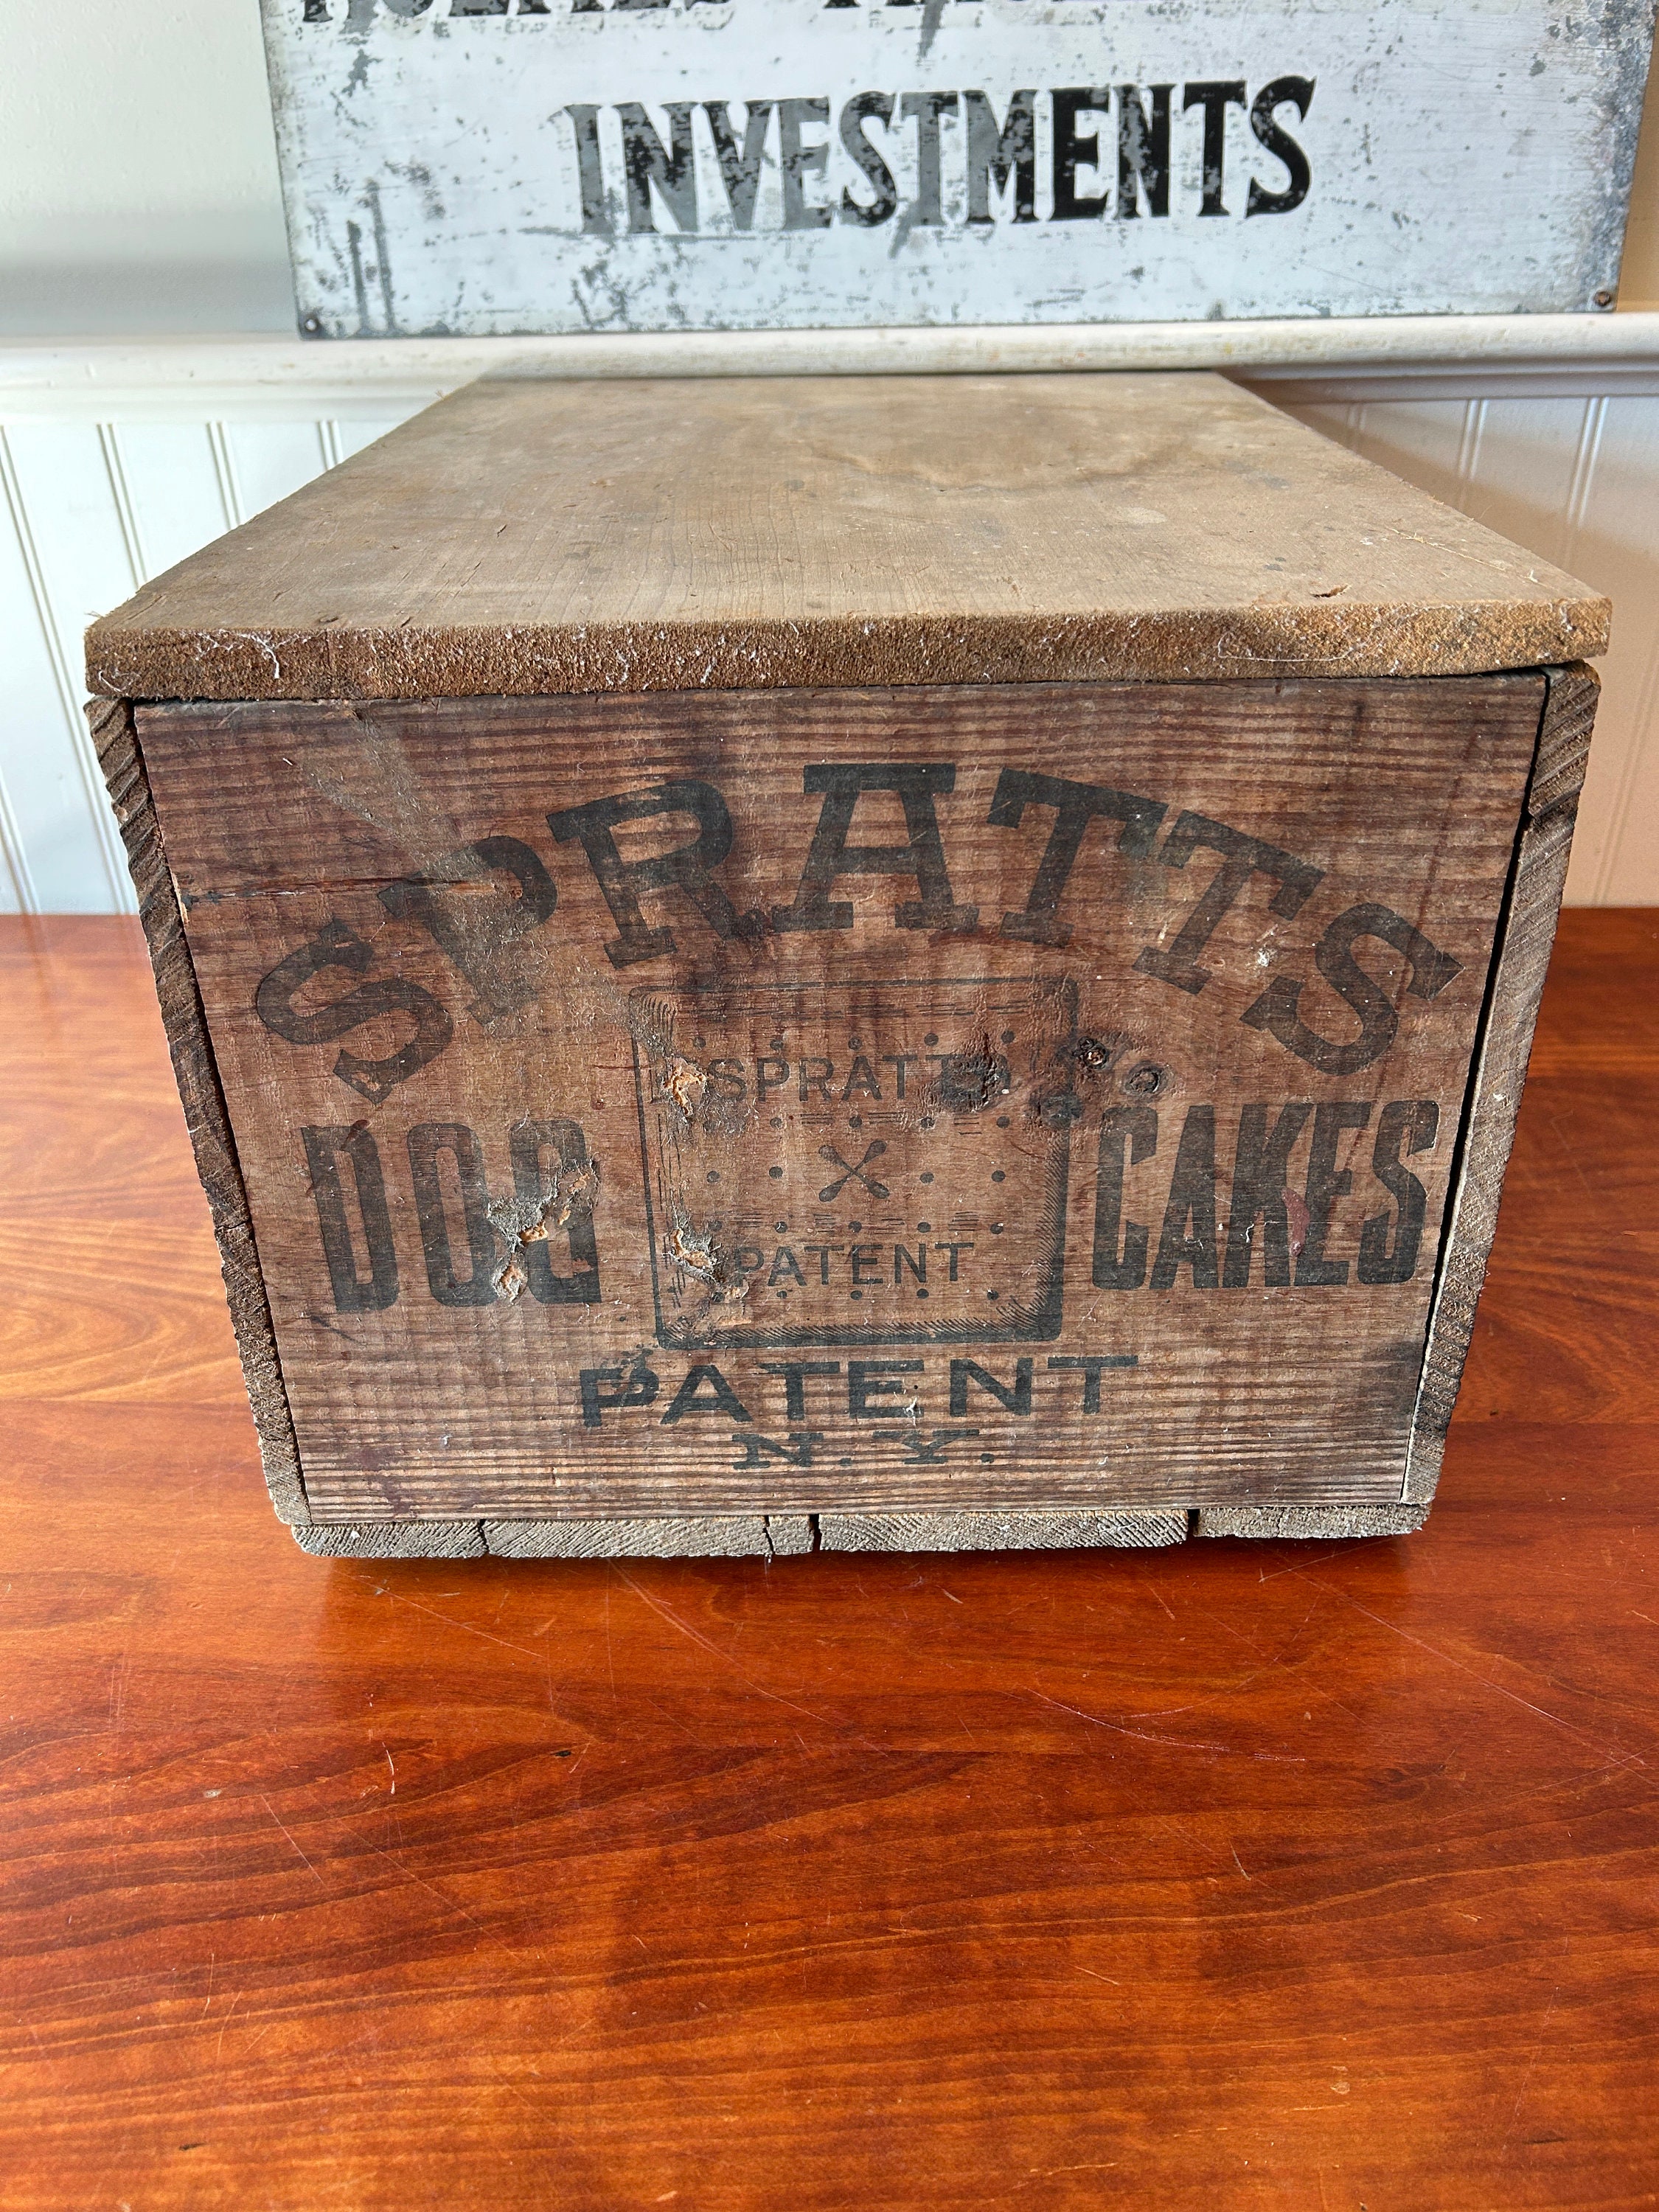 INVESTMENTS
SPRATTS
DOG CAKES
SPRATTS
X
PATENT
PATENT
N.Y.